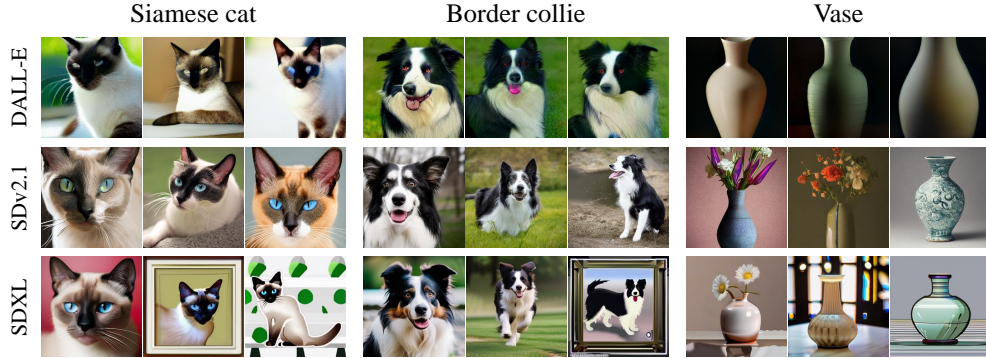 Siamese cat
Border collie
Vase
DALL-E
SDv2.1
SDXL